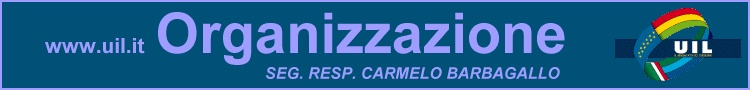 www.uil.it Organizzazione
SEG. RESP. CARMELO BARBAGALLO
UIL